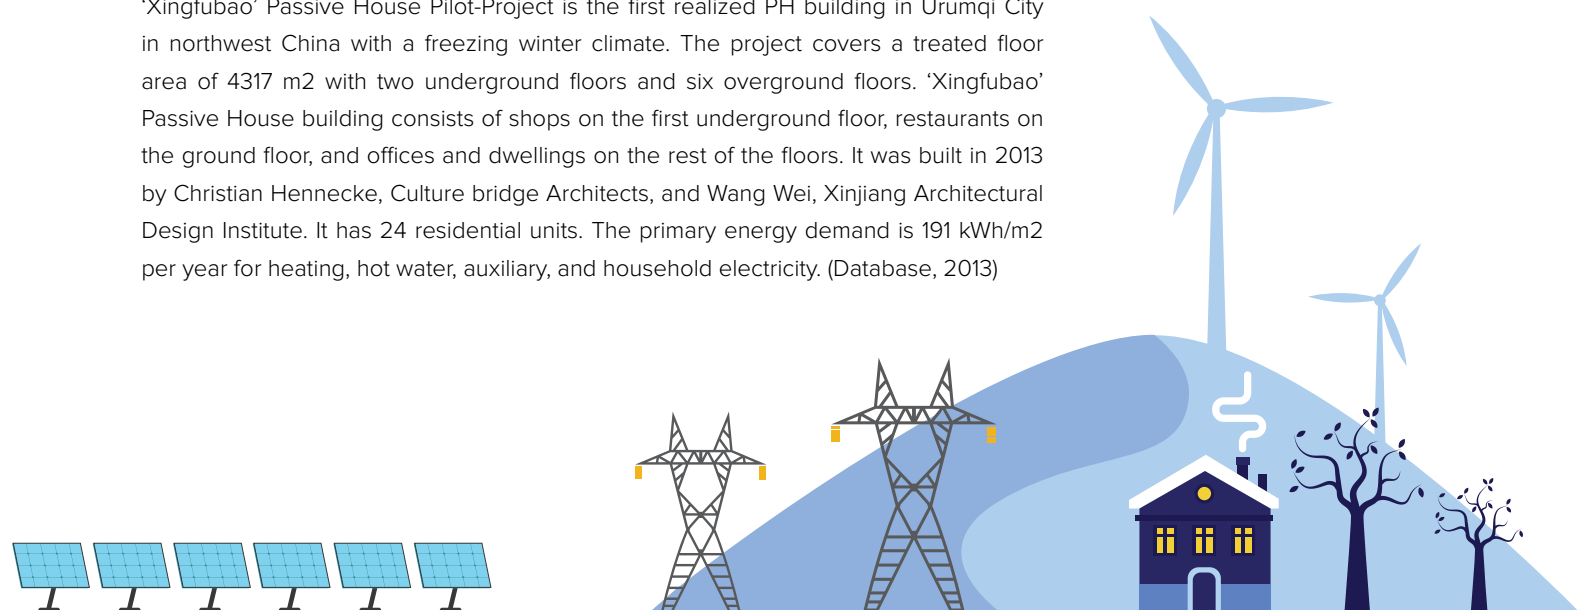 ‘Xingfubao’ Passive House Pilot-Project is the first realized PH building in Urumqi City
in northwest China with a freezing winter climate. The project covers a treated floor
area of 4317 m2 with two underground floors and six overground floors. ‘Xingfubao’
Passive House building consists of shops on the first underground floor, restaurants on
the ground floor, and offices and dwellings on the rest of the floors. It was built in 2013
by Christian Hennecke, Culture bridge Architects, and Wang Wei, Xinjiang Architectural
Design Institute. It has 24 residential units. The primary energy demand is 191 kWh/m2
per year for heating, hot water, auxiliary, and household electricity. (Database, 2013)